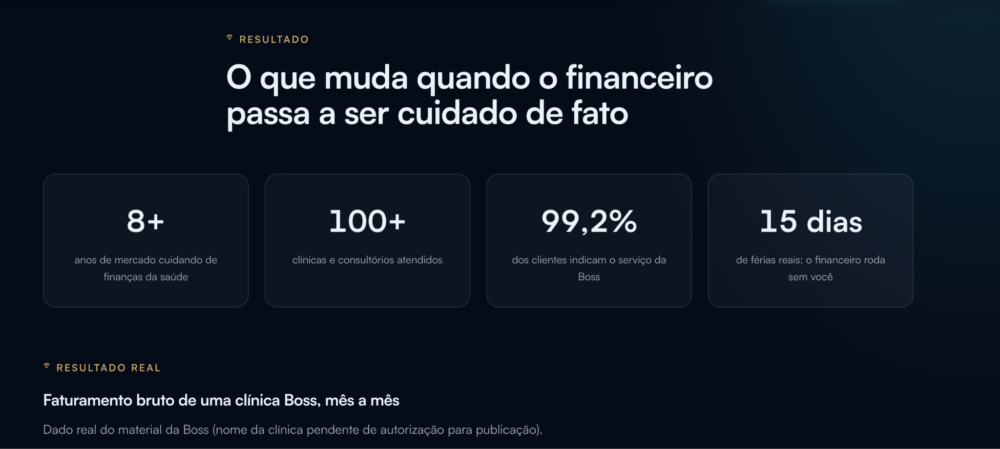 RESULTADO
O que muda quando o financeiro
passa a ser cuidado de fato
8+
anos de mercado cuidando de
finanças da saúde
100+
clínicas e consultórios atendidos
99,2%
dos clientes indicam o serviço da
Boss
15 dias
de férias reais: o financeiro roda
sem você
RESULTADO REAL
Faturamento bruto de uma clínica Boss, mês a mês
Dado real do material da Boss (nome da clínica pendente de autorização para publicação).